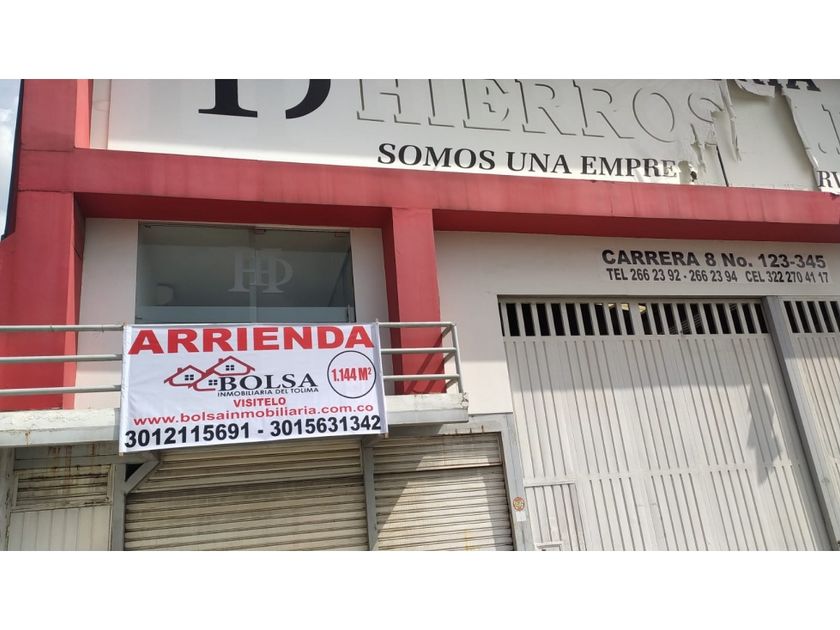 HIERROS
SOMOS UNA EMPRE
CARRERA 8 No. 123-345
TEL 266 23 92 - 266 23 94 CEL 322 270 41 17
HP
ARRIENDA
BOLSA
INMOBILIARIA DEL TOLIMA
1.144 M²
VISITELO
www.bolsainmobiliaria.com.co
3012115691 - 3015631342